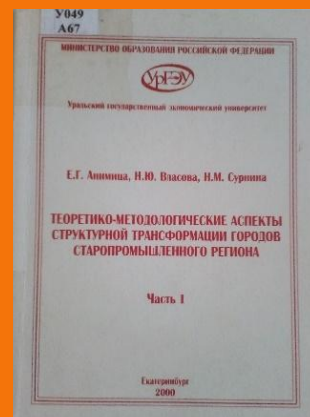 У049
А67
МИНИСТЕРСТВО ОБРАЗОВАНИЯ РОССИЙСКОЙ ФЕДЕРАЦИИ
УрГЭУ
Уральский государственный экономический университет
Е.Г. Анимица, Н.Ю. Власова, Н.М. Сурнина
ТЕОРЕТИКО-МЕТОДОЛОГИЧЕСКИЕ АСПЕКТЫ
СТРУКТУРНОЙ ТРАНСФОРМАЦИИ ГОРОДОВ
СТАРОПРОМЫШЛЕННОГО РЕГИОНА
Часть I
Екатеринбург
2000